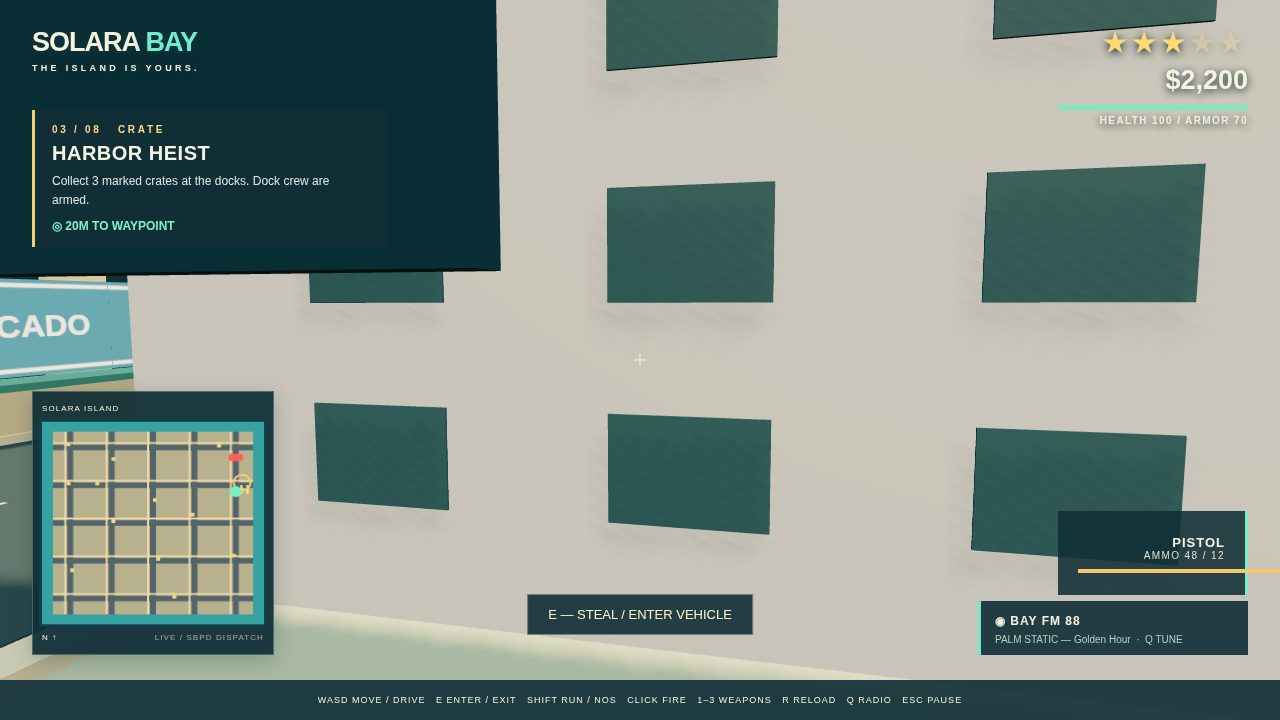 SOLARA BAY
THE ISLAND IS YOURS.
★★★★★
$2,200
HEALTH 100 / ARMOR 70
03 / 08 CRATE
HARBOR HEIST
Collect 3 marked crates at the docks. Dock crew are
armed.
◎ 20M TO WAYPOINT
CADO
SOLARA ISLAND
H
N ↑ LIVE / SBPD DISPATCH
E — STEAL / ENTER VEHICLE
PISTOL
AMMO 48 / 12
◉ BAY FM 88
PALM STATIC — Golden Hour · Q TUNE
WASD MOVE / DRIVE E ENTER / EXIT SHIFT RUN / NOS CLICK FIRE 1–3 WEAPONS R RELOAD Q RADIO ESC PAUSE